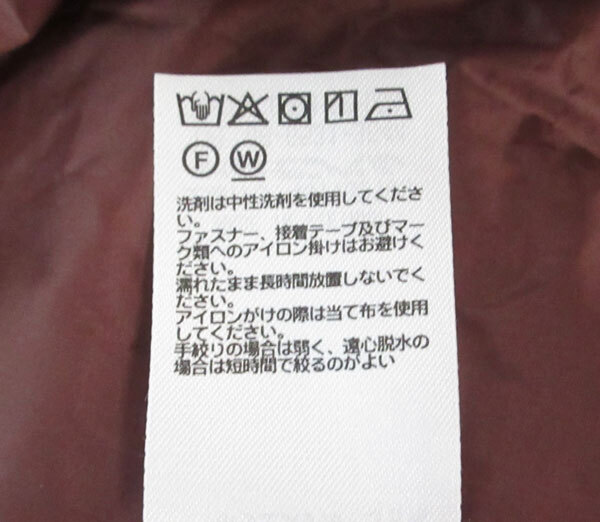 F W
洗剤は中性洗剤を使用してくださ
い。
ファスナー、接着テープ及びマー
ク類へのアイロン掛けはお避けく
ださい。
濡れたまま長時間放置しないでく
ださい。
アイロンがけの際は当て布を使用
してください。
手絞りの場合は弱く、遠心脱水の
場合は短時間で絞るのがよい